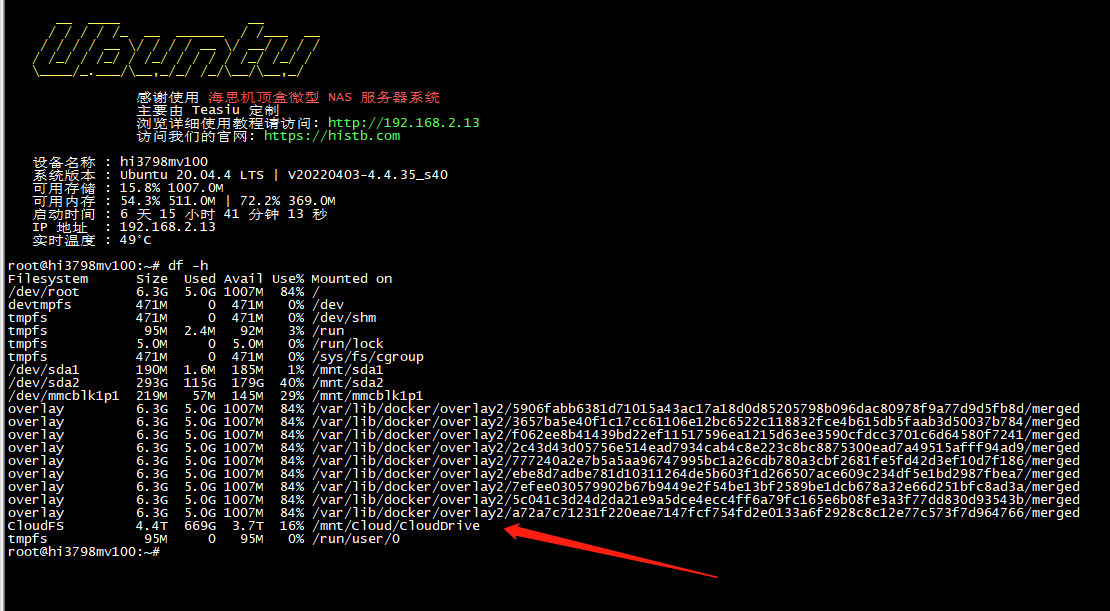 Ubuntu
感谢使用 海思机顶盒微型 NAS 服务器系统
主要由 Teasiu 定制
浏览详细使用教程请访问: http://192.168.2.13
访问我们的官网: https://histb.com
设备名称 : hi3798mv100
系统版本 : Ubuntu 20.04.4 LTS | V20220403-4.4.35_s40
可用存储 : 15.8% 1007.0M
可用内存 : 54.3% 511.0M | 72.2% 369.0M
启动时间 : 6 天 15 小时 41 分钟 13 秒
IP 地址 : 192.168.2.13
实时温度 : 49°C
root@hi3798mv100:~# df -h
Filesystem Size Used Avail Use% Mounted on
/dev/root 6.3G 5.0G 1007M 84% /
devtmpfs 471M 0 471M 0% /dev
tmpfs 471M 0 471M 0% /dev/shm
tmpfs 95M 2.4M 92M 3% /run
tmpfs 5.0M 0 5.0M 0% /run/lock
tmpfs 471M 0 471M 0% /sys/fs/cgroup
/dev/sda1 190M 1.6M 185M 1% /mnt/sda1
/dev/sda2 293G 115G 179G 40% /mnt/sda2
/dev/mmcblk1p1 219M 57M 145M 29% /mnt/mmcblk1p1
overlay 6.3G 5.0G 1007M 84% /var/lib/docker/overlay2/5906fabb6381d71015a43ac17a18d0d85205798b096dac80978f9a77d9d5fb8d/merged
overlay 6.3G 5.0G 1007M 84% /var/lib/docker/overlay2/3657ba5e40f1c17cc61106e12bc6522c118832fce4b615db5faab3d50037b784/merged
overlay 6.3G 5.0G 1007M 84% /var/lib/docker/overlay2/f062ee8b41439bd22ef11517596ea1215d63ee3590cfdcc3701c6d64580f7241/merged
overlay 6.3G 5.0G 1007M 84% /var/lib/docker/overlay2/2c43d43d05756e514ead7934cab4c8e223c8bc8875300ead7a49515afff94ad9/merged
overlay 6.3G 5.0G 1007M 84% /var/lib/docker/overlay2/777240a2e7b5a5aa96747995bc1a26cdb780a3cbf2681fe5fd42d3ef10d7f186/merged
overlay 6.3G 5.0G 1007M 84% /var/lib/docker/overlay2/ebe8d7adbe781d10311264de5b603f1d266507ace609c234df5e1bd2987fbea7/merged
overlay 6.3G 5.0G 1007M 84% /var/lib/docker/overlay2/7efee030579902b67b9449e2f54be13bf2589be1dcb678a32e66d251bfc8ad3a/merged
overlay 6.3G 5.0G 1007M 84% /var/lib/docker/overlay2/5c041c3d24d2da21e9a5dce4ecc4ff6a79fc165e6b08fe3a3f77dd830d93543b/merged
overlay 6.3G 5.0G 1007M 84% /var/lib/docker/overlay2/a72a7c71231f220eae7147fcf754fd2e0133a6f2928c8c12e77c573f7d964766/merged
CloudFS 4.4T 669G 3.7T 16% /mnt/Cloud/CloudDrive
tmpfs 95M 0 95M 0% /run/user/0
root@hi3798mv100:~#